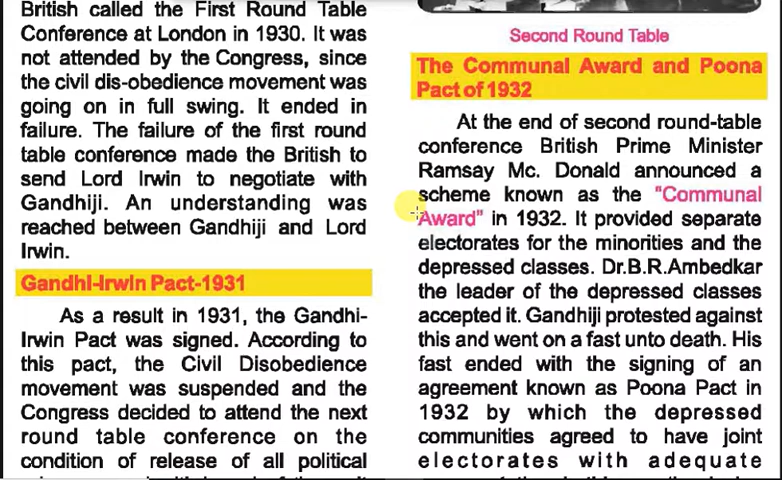 British called the First Round Table
Conference at London in 1930. It was
not attended by the Congress, since
the civil dis-obedience movement was
going on in full swing. It ended in
failure. The failure of the first round
table conference made the British to
send Lord Irwin to negotiate with
Gandhiji. An understanding was
reached between Gandhiji and Lord
Irwin.
Gandhi-Irwin Pact-1931
As a result in 1931, the Gandhi-
Irwin Pact was signed. According to
this pact, the Civil Disobedience
movement was suspended and the
Congress decided to attend the next
round table conference on the
condition of release of all political
Second Round Table
The Communal Award and Poona
Pact of 1932
At the end of second round-table
conference British Prime Minister
Ramsay Mc. Donald announced a
scheme known as the "Communal
Award" in 1932. It provided separate
electorates for the minorities and the
depressed classes. Dr.B.R.Ambedkar
the leader of the depressed classes
accepted it. Gandhiji protested against
this and went on a fast unto death. His
fast ended with the signing of an
agreement known as Poona Pact in
1932 by which the depressed
communities agreed to have joint
electorates with adequate